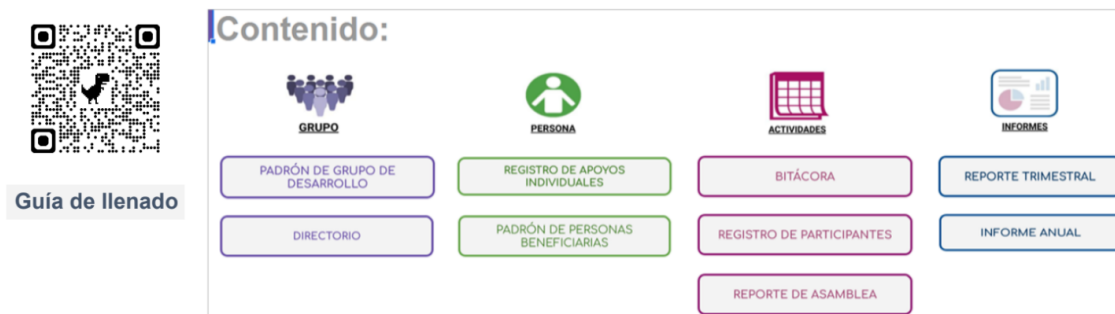 Contenido:
Guía de llenado
GRUPO
PADRÓN DE GRUPO DE
DESARROLLO
DIRECTORIO
PERSONA
REGISTRO DE APOYOS
INDIVIDUALES
PADRÓN DE PERSONAS
BENEFICIARIAS
ACTIVIDADES
BITÁCORA
REGISTRO DE PARTICIPANTES
REPORTE DE ASAMBLEA
INFORMES
REPORTE TRIMESTRAL
INFORME ANUAL